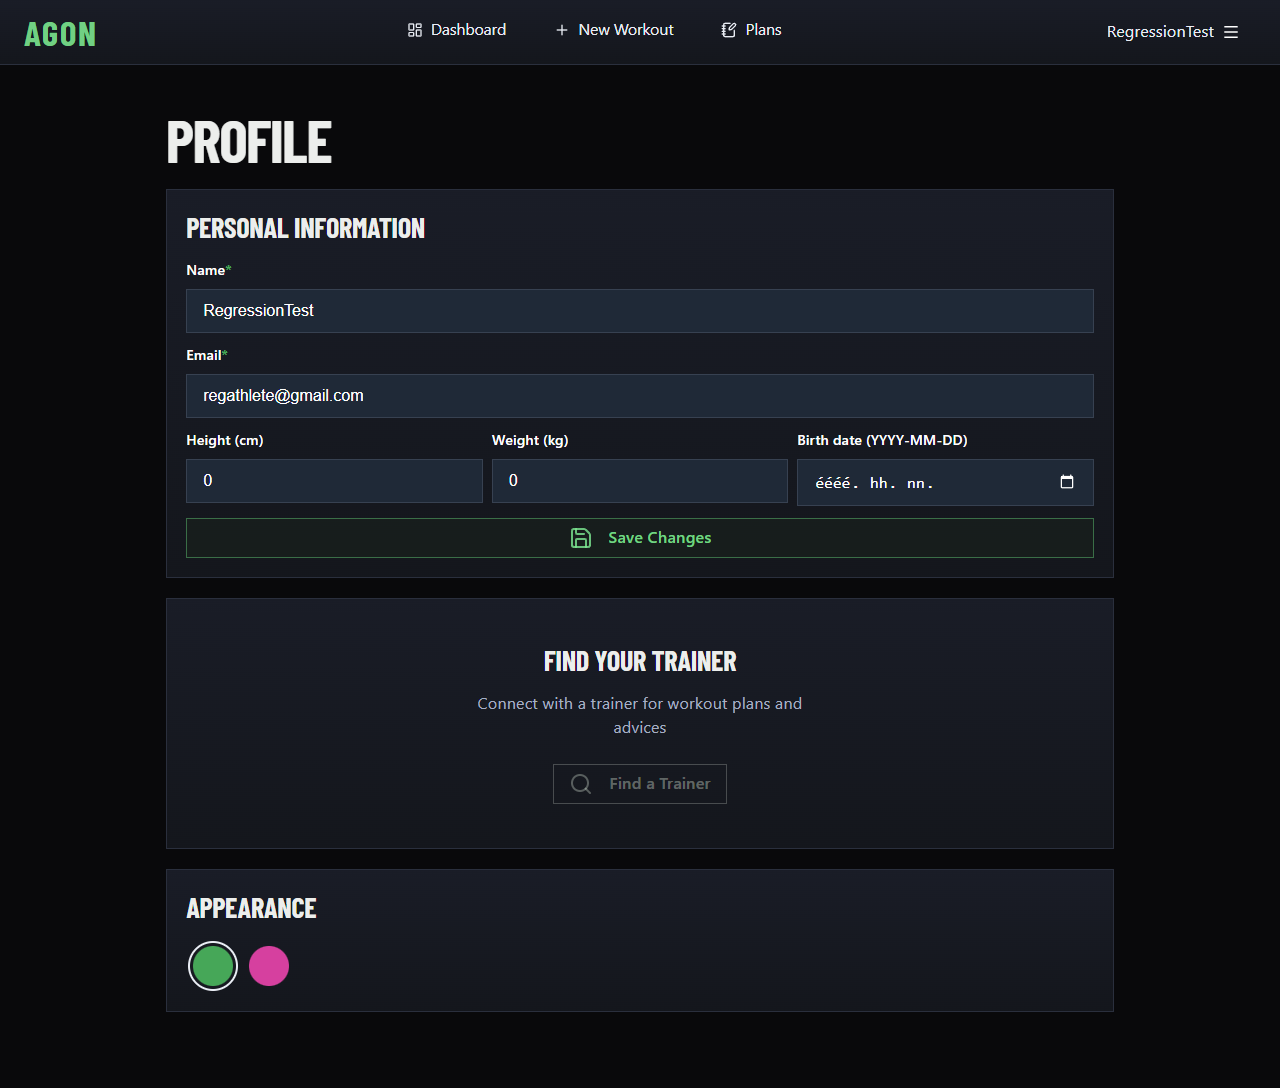 AGON
Dashboard
New Workout
Plans
RegressionTest
PROFILE
PERSONAL INFORMATION
Name*
RegressionTest
Email*
regathlete@gmail.com
Height (cm)
Weight (kg)
Birth date (YYYY-MM-DD)
0
0
éééé. hh. nn.
Save Changes
FIND YOUR TRAINER
Connect with a trainer for workout plans and
advices
Find a Trainer
APPEARANCE